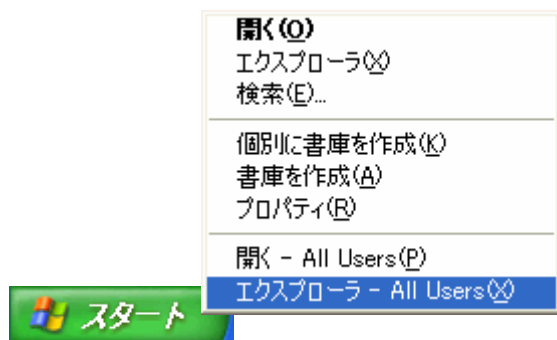 開く(O)
エクスプローラ(X)
検索(E)...
個別に書庫を作成(K)
書庫を作成(A)
プロパティ(R)
開く - All Users(P)
エクスプローラ - All Users(X)
スタート